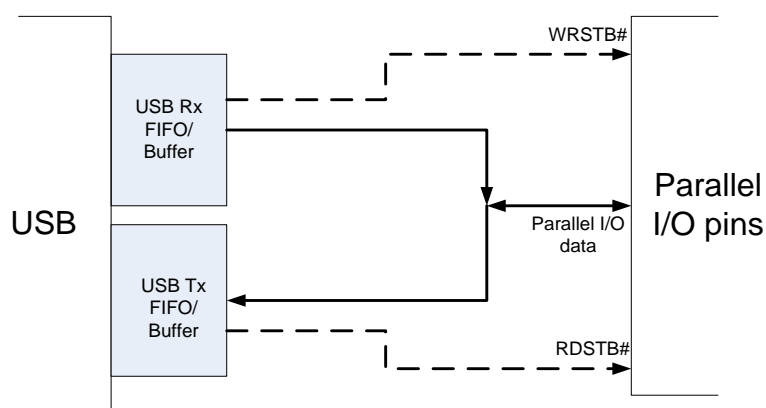 WRSTB#
USB Rx
FIFO/
Buffer
USB
Parallel
I/O pins
Parallel I/O
data
USB Tx
FIFO/
Buffer
RDSTB#